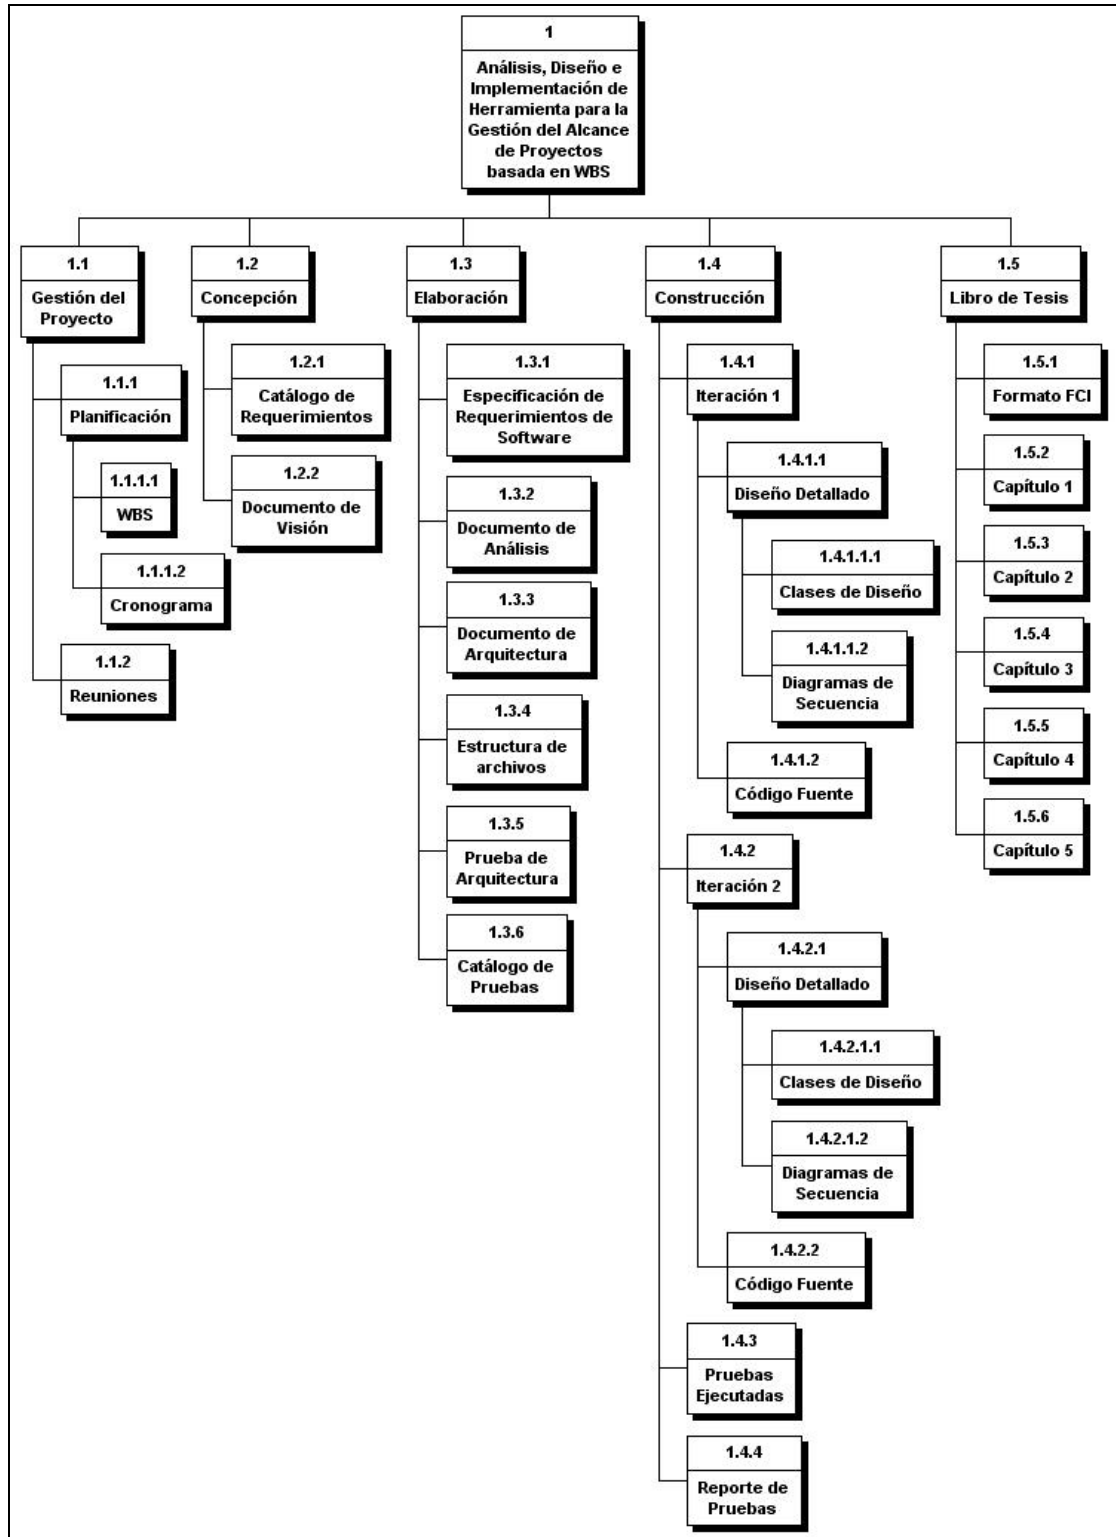 1
Análisis, Diseño e
Implementación de
Herramienta para la
Gestión del Alcance
de Proyectos
basada en WBS
1.1
Gestión del
Proyecto
1.1.1
Planificación
1.1.1.1
WBS
1.1.1.2
Cronograma
1.1.2
Reuniones
1.2
Concepción
1.2.1
Catálogo de
Requerimientos
1.2.2
Documento de
Visión
1.3
Elaboración
1.3.1
Especificación de
Requerimientos de
Software
1.3.2
Documento de
Análisis
1.3.3
Documento de
Arquitectura
1.3.4
Estructura de
archivos
1.3.5
Prueba de
Arquitectura
1.3.6
Catálogo de
Pruebas
1.4
Construcción
1.4.1
Iteración 1
1.4.1.1
Diseño Detallado
1.4.1.1.1
Clases de Diseño
1.4.1.1.2
Diagramas de
Secuencia
1.4.1.2
Código Fuente
1.4.2
Iteración 2
1.4.2.1
Diseño Detallado
1.4.2.1.1
Clases de Diseño
1.4.2.1.2
Diagramas de
Secuencia
1.4.2.2
Código Fuente
1.4.3
Pruebas
Ejecutadas
1.4.4
Reporte de
Pruebas
1.5
Libro de Tesis
1.5.1
Formato FCI
1.5.2
Capítulo 1
1.5.3
Capítulo 2
1.5.4
Capítulo 3
1.5.5
Capítulo 4
1.5.6
Capítulo 5